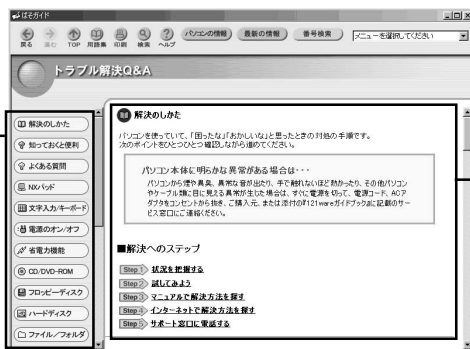 ぱそガイド
戻る 進む TOP 用語集 印刷 検索 ヘルプ パソコンの情報 最新の情報 番号検索 メニューを選択してください
トラブル解決Q&A
解決のしかた
知っておくと便利
よくある質問
NXパッド
文字入力/キーボード
電源のオン/オフ
省電力機能
CD/DVD-ROM
フロッピーディスク
ハードディスク
ファイル/フォルダ
解決のしかた
パソコンを使っていて、「困ったな」「おかしいな」と思ったときの対処の手順です。
次のポイントをひとつひとつ確認しながら進めてください。
パソコン本体に明らかな異常がある場合は・・・
パソコンから煙や異臭、異常な音が出たり、手で触れないほど熱かったり、その他パソコン
やケーブル類に目に見える異常が生じた場合は、すぐに電源を切って、電源コード、ACア
ダプタをコンセントから抜き、ご購入元、または添付の『121wareガイドブック』に記載のサー
ビス窓口にご連絡ください。
■解決へのステップ
Step 1 状況を把握する
Step 2 試してみよう
Step 3 マニュアルで解決方法を探す
Step 4 インターネットで解決方法を探す
Step 5 サポート窓口に電話する